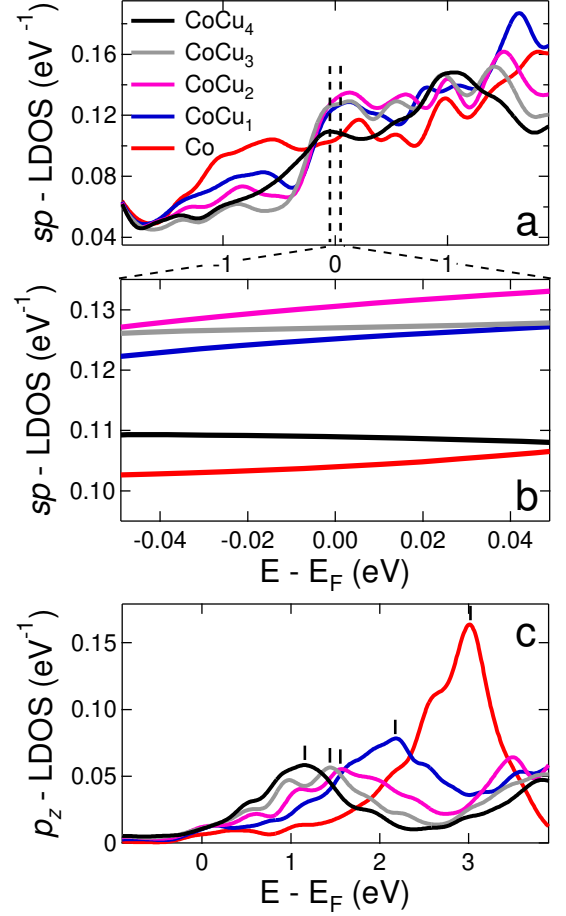 sp - LDOS (eV⁻¹)
0.16
0.12
0.08
0.04
CoCu₄
CoCu₃
CoCu₂
CoCu₁
Co
a
-1
0
1
sp - LDOS (eV⁻¹)
0.13
0.12
0.11
0.10
b
-0.04
-0.02
0.00
0.02
0.04
E - E_F (eV)
p_z - LDOS (eV⁻¹)
0.15
0.10
0.05
0
c
0
1
2
3
E - E_F (eV)